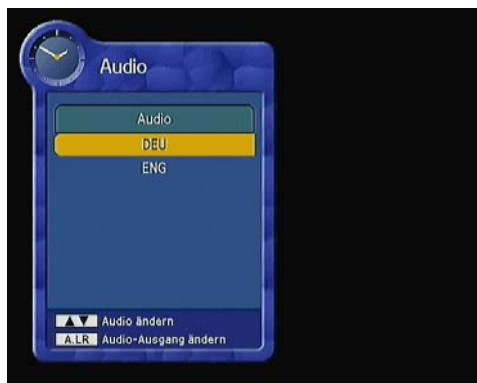 Audio
Audio
DEU
ENG
▲▼ Audio ändern
A.LR Audio-Ausgang ändern